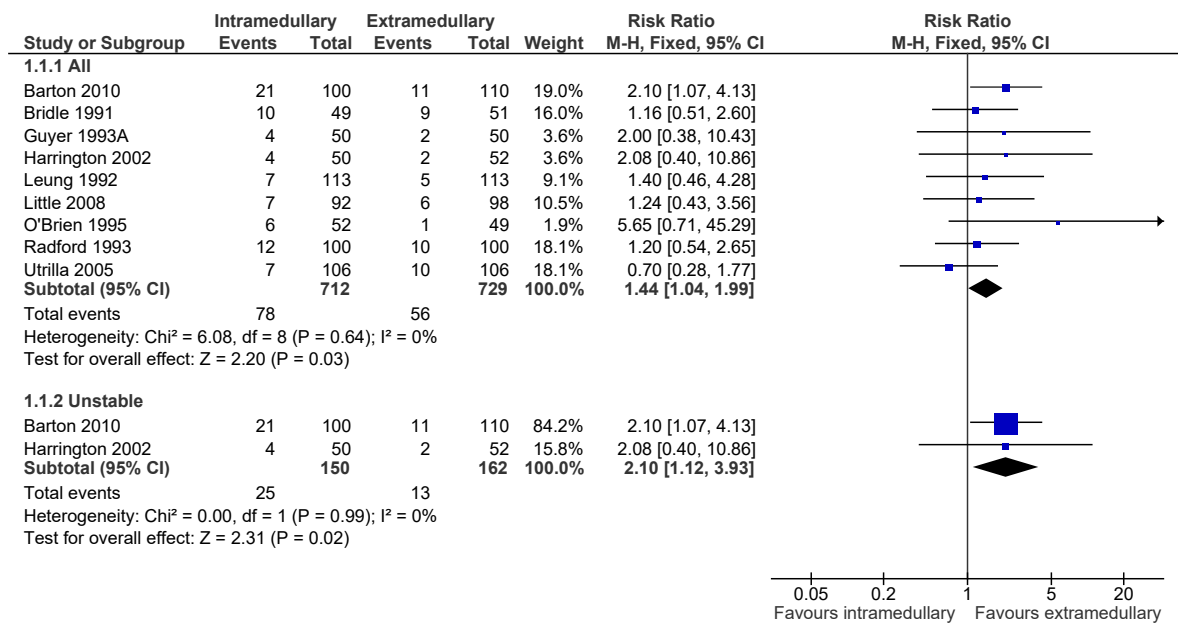 Intramedullary Extramedullary Risk Ratio Risk Ratio
Study or Subgroup Events Total Events Total Weight M-H, Fixed, 95% CI M-H, Fixed, 95% CI
1.1.1 All
Barton 2010 21 100 11 110 19.0% 2.10 [1.07, 4.13]
Bridle 1991 10 49 9 51 16.0% 1.16 [0.51, 2.60]
Guyer 1993A 4 50 2 50 3.6% 2.00 [0.38, 10.43]
Harrington 2002 4 50 2 52 3.6% 2.08 [0.40, 10.86]
Leung 1992 7 113 5 113 9.1% 1.40 [0.46, 4.28]
Little 2008 7 92 6 98 10.5% 1.24 [0.43, 3.56]
O'Brien 1995 6 52 1 49 1.9% 5.65 [0.71, 45.29]
Radford 1993 12 100 10 100 18.1% 1.20 [0.54, 2.65]
Utrilla 2005 7 106 10 106 18.1% 0.70 [0.28, 1.77]
Subtotal (95% CI) 712 729 100.0% 1.44 [1.04, 1.99]
Total events 78 56
Heterogeneity: Chi² = 6.08, df = 8 (P = 0.64); I² = 0%
Test for overall effect: Z = 2.20 (P = 0.03)
1.1.2 Unstable
Barton 2010 21 100 11 110 84.2% 2.10 [1.07, 4.13]
Harrington 2002 4 50 2 52 15.8% 2.08 [0.40, 10.86]
Subtotal (95% CI) 150 162 100.0% 2.10 [1.12, 3.93]
Total events 25 13
Heterogeneity: Chi² = 0.00, df = 1 (P = 0.99); I² = 0%
Test for overall effect: Z = 2.31 (P = 0.02)
0.05 0.2 1 5 20
Favours intramedullary Favours extramedullary